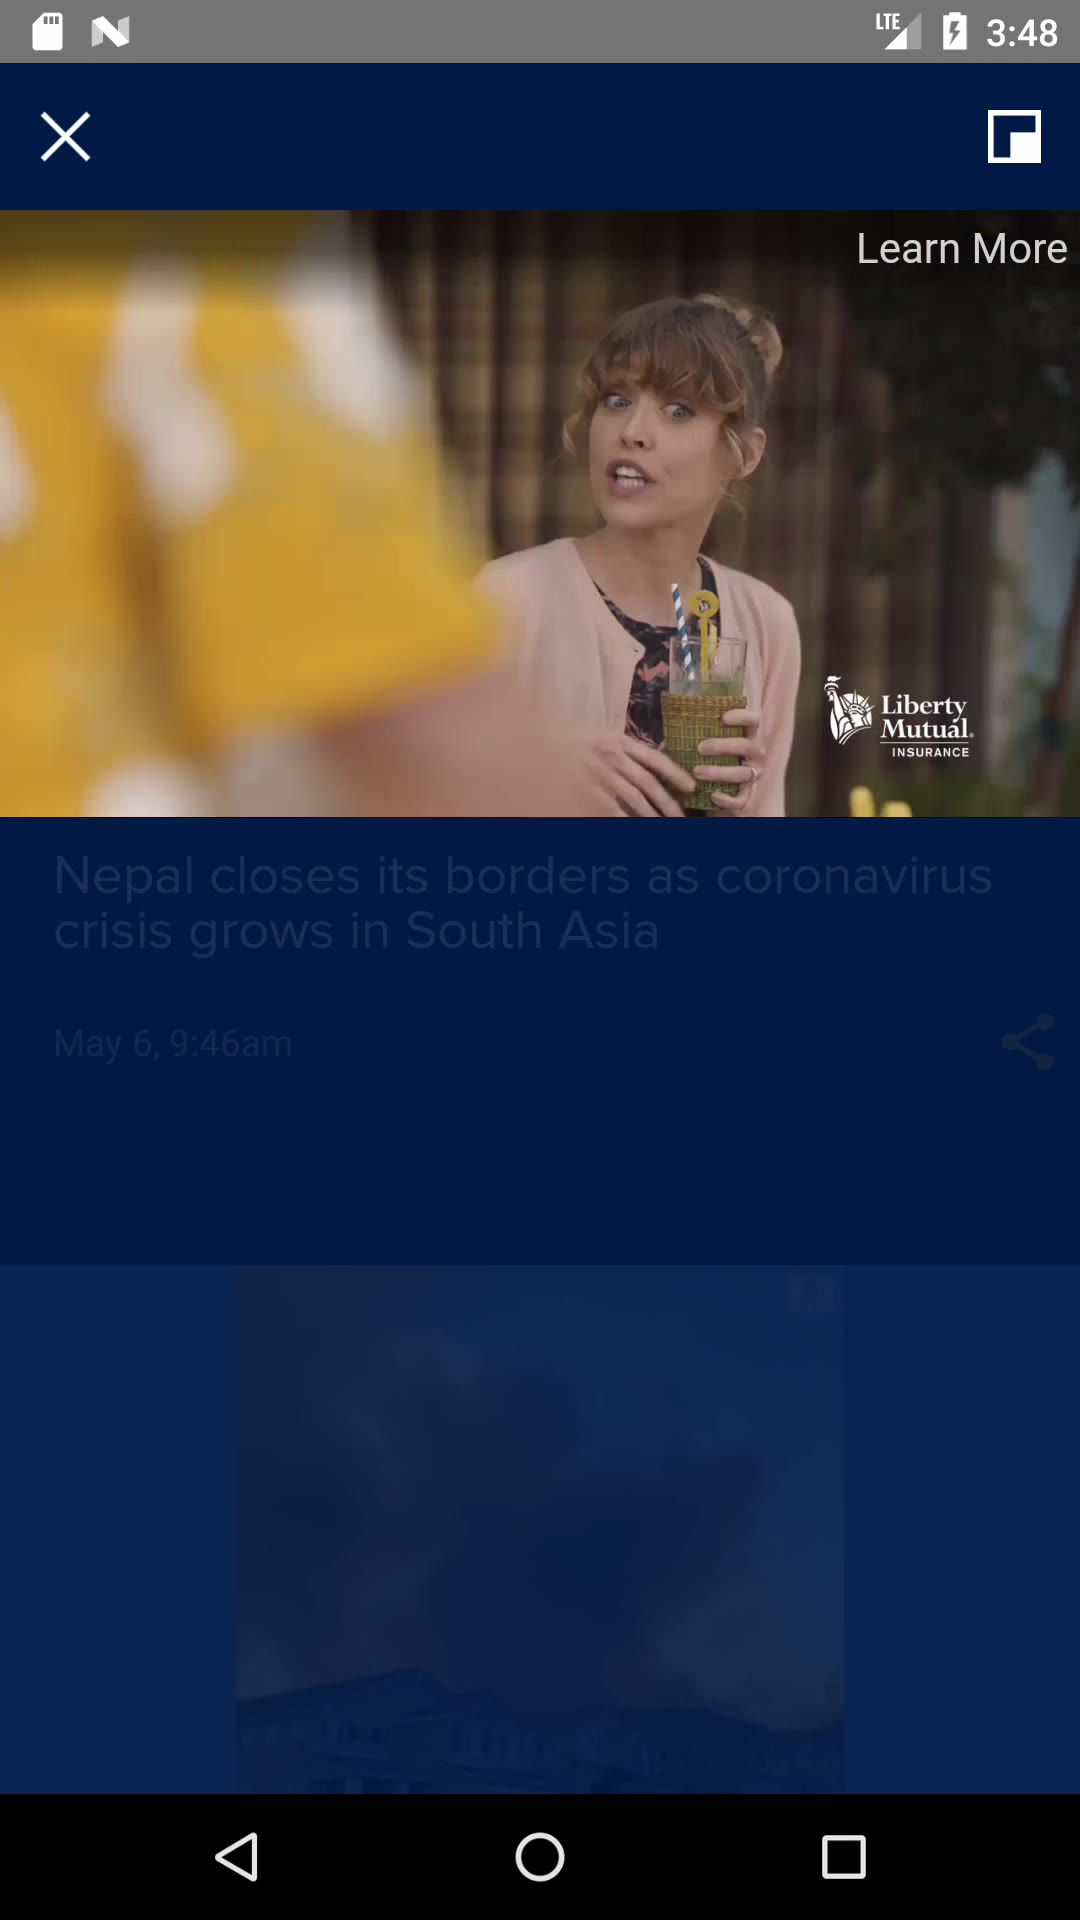 LTE
3:48
Learn More
Liberty
Mutual®
INSURANCE
Nepal closes its borders as coronavirus
crisis grows in South Asia
May 6, 9:46am